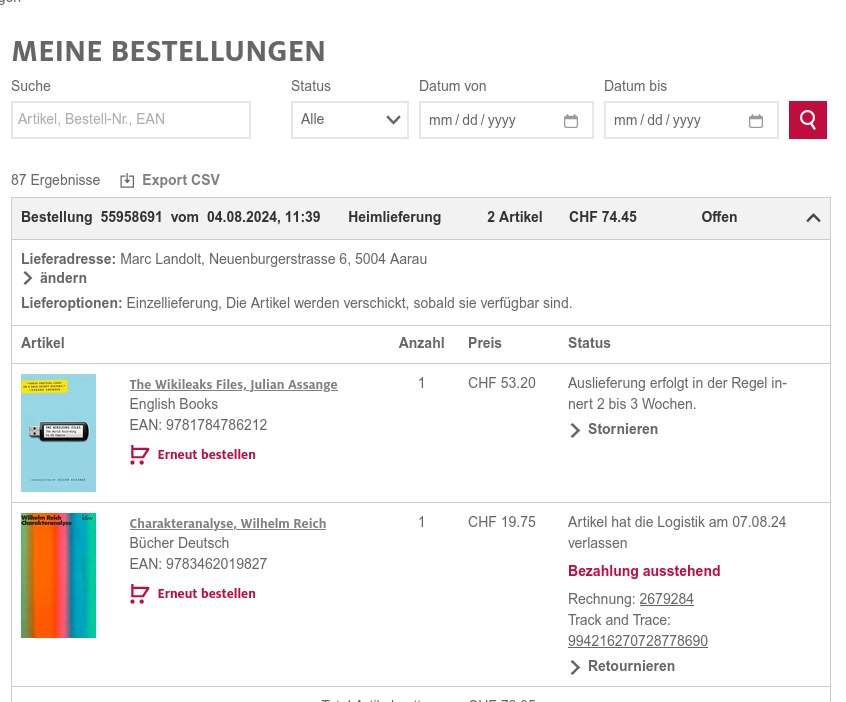 MEINE BESTELLUNGEN
Suche
Status
Datum von
Datum bis
Artikel, Bestell-Nr., EAN
Alle
mm / dd / yyyy
mm / dd / yyyy
87 Ergebnisse Export CSV
Bestellung 55958691 vom 04.08.2024, 11:39 Heimlieferung 2 Artikel CHF 74.45 Offen
Lieferadresse: Marc Landolt, Neuenburgerstrasse 6, 5004 Aarau
ändern
Lieferoptionen: Einzellieferung, Die Artikel werden verschickt, sobald sie verfügbar sind.
Artikel Anzahl Preis Status
The Wikileaks Files, Julian Assange
English Books
EAN: 9781784786212
Erneut bestellen
1
CHF 53.20
Auslieferung erfolgt in der Regel in-
nert 2 bis 3 Wochen.
Stornieren
Wilhelm Reich
Charakteranalyse
Charakteranalyse, Wilhelm Reich
Bücher Deutsch
EAN: 9783462019827
Erneut bestellen
1
CHF 19.75
Artikel hat die Logistik am 07.08.24
verlassen
Bezahlung ausstehend
Rechnung: 2679284
Track and Trace:
994216270728778690
Retournieren